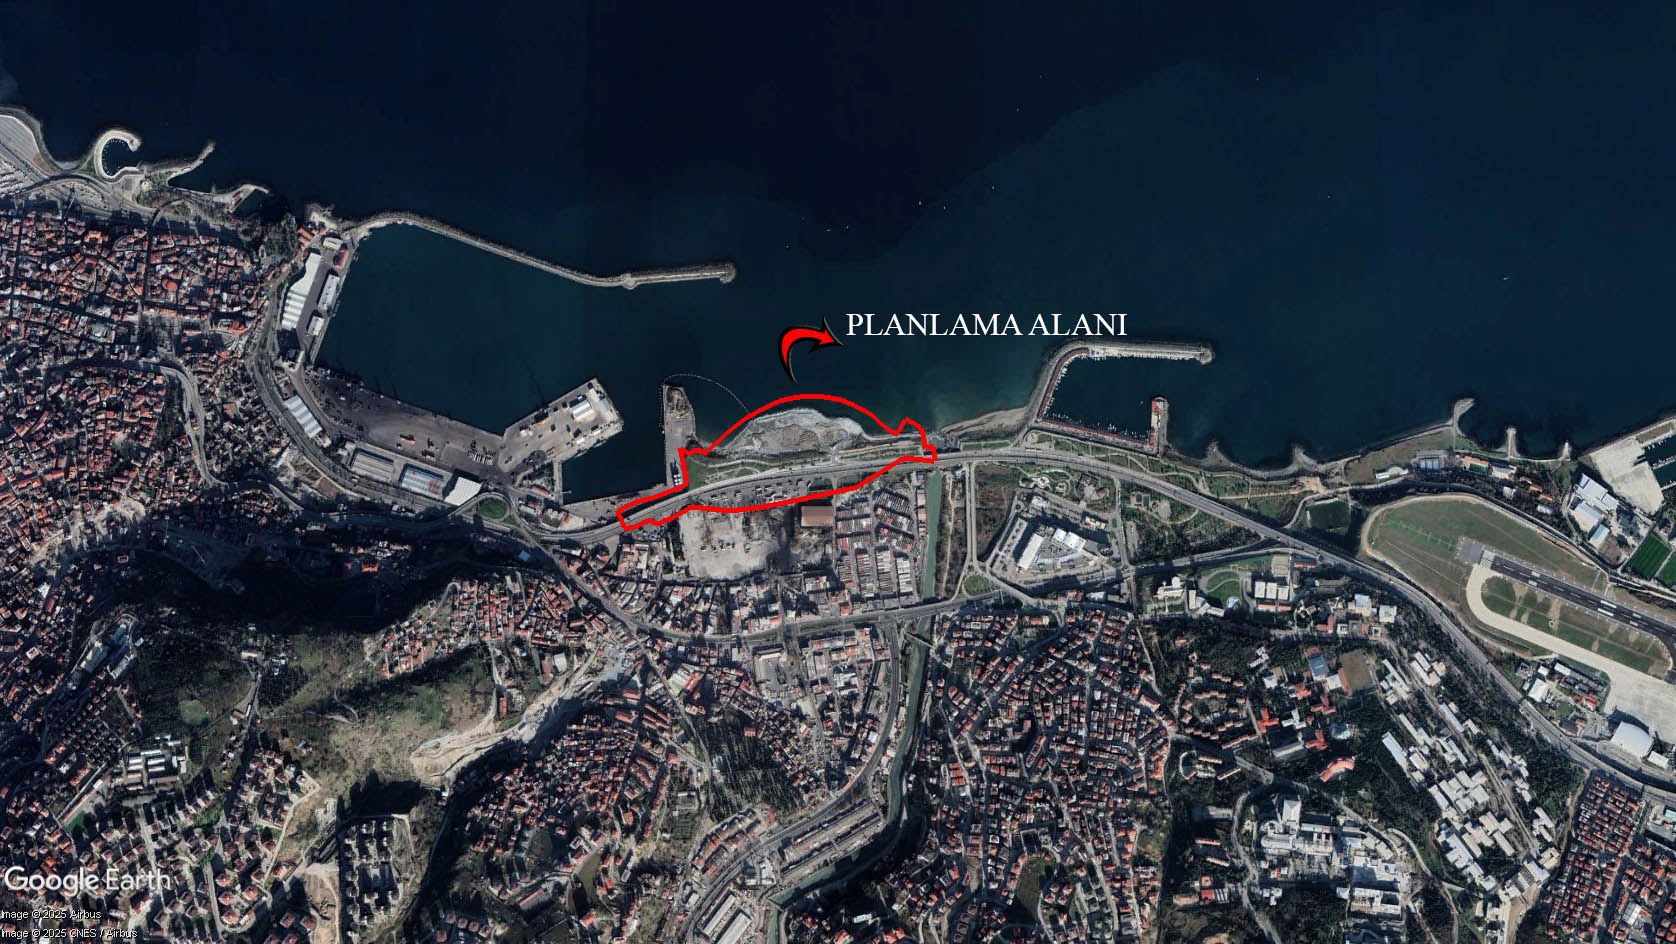 PLANLAMA ALANI
Google Earth
Image © 2025 Airbus
Image © 2025 CNES / Airbus